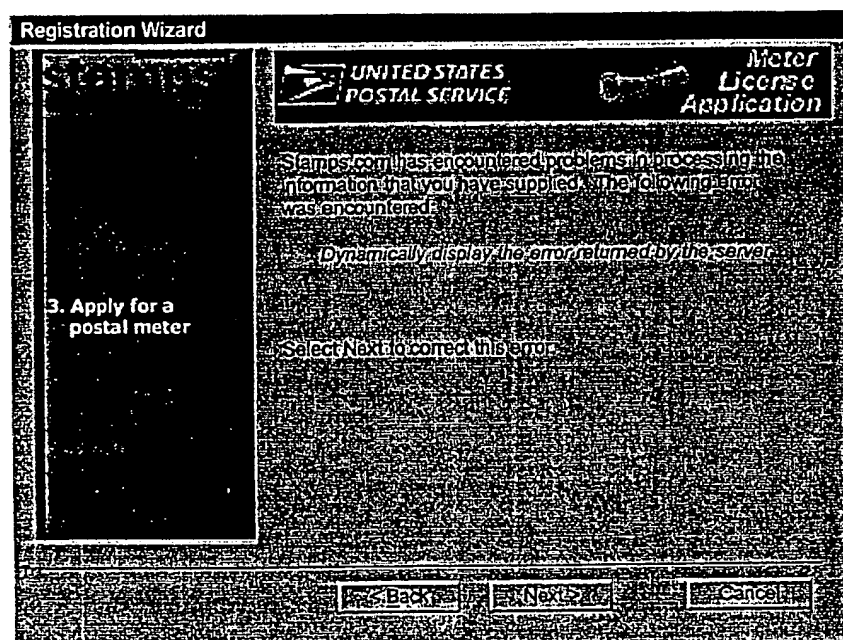 Registration Wizard
stamps
UNITED STATES
POSTAL SERVICE
Meter
License
Application
Stamps.com has encountered problems in processing the
information that you have supplied. The following error
was encountered:
Dynamically display the error returned by the server
3. Apply for a
postal meter
Select Next to correct this error.
< Back
Next >
Cancel